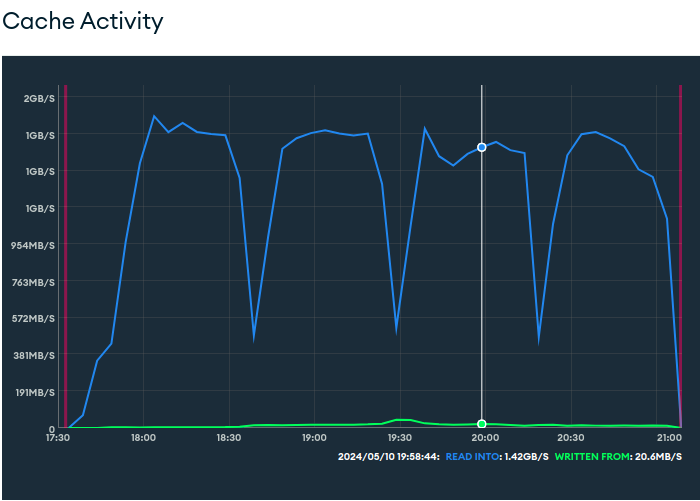 Cache Activity
2GB/S
1GB/S
1GB/S
1GB/S
954MB/S
763MB/S
572MB/S
381MB/S
191MB/S
0
17:30 18:00 18:30 19:00 19:30 20:00 20:30 21:00
2024/05/10 19:58:44: READ INTO: 1.42GB/S WRITTEN FROM: 20.6MB/S